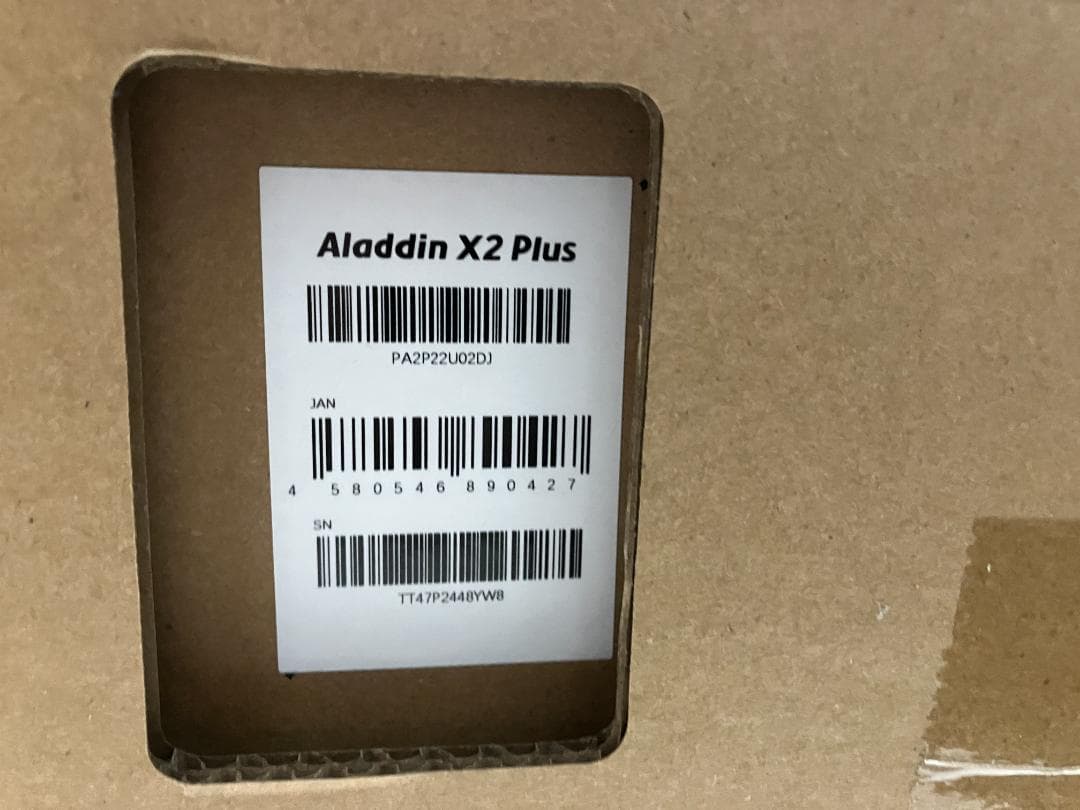 Aladdin X2 Plus
PA2P22U02DJ
JAN
4 580546 890427
SN
TT47P2448YW8